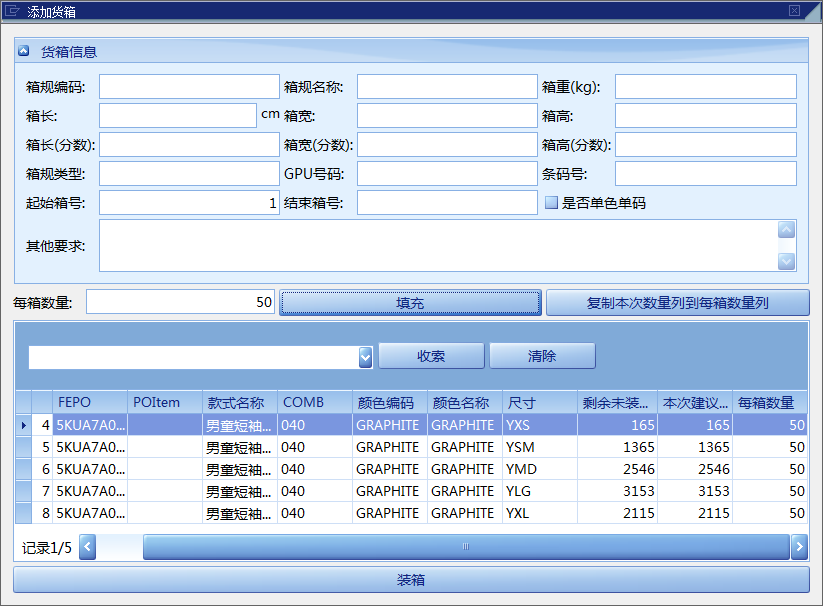 添加货箱
货箱信息
箱规编码: 箱规名称: 箱重(kg):
箱长: cm 箱宽: 箱高:
箱长(分数): 箱宽(分数): 箱高(分数):
箱规类型: GPU号码: 条码号:
起始箱号: 1 结束箱号: 是否单色单码
其他要求:
每箱数量: 50 填充 复制本次数量列到每箱数量列
收索 清除
FEPO POItem 款式名称 COMB 颜色编码 颜色名称 尺寸 剩余未装... 本次建议... 每箱数量
4 5KUA7A0... 男童短袖... 040 GRAPHITE GRAPHITE YXS 165 165 50
5 5KUA7A0... 男童短袖... 040 GRAPHITE GRAPHITE YSM 1365 1365 50
6 5KUA7A0... 男童短袖... 040 GRAPHITE GRAPHITE YMD 2546 2546 50
7 5KUA7A0... 男童短袖... 040 GRAPHITE GRAPHITE YLG 3153 3153 50
8 5KUA7A0... 男童短袖... 040 GRAPHITE GRAPHITE YXL 2115 2115 50
记录1/5
装箱